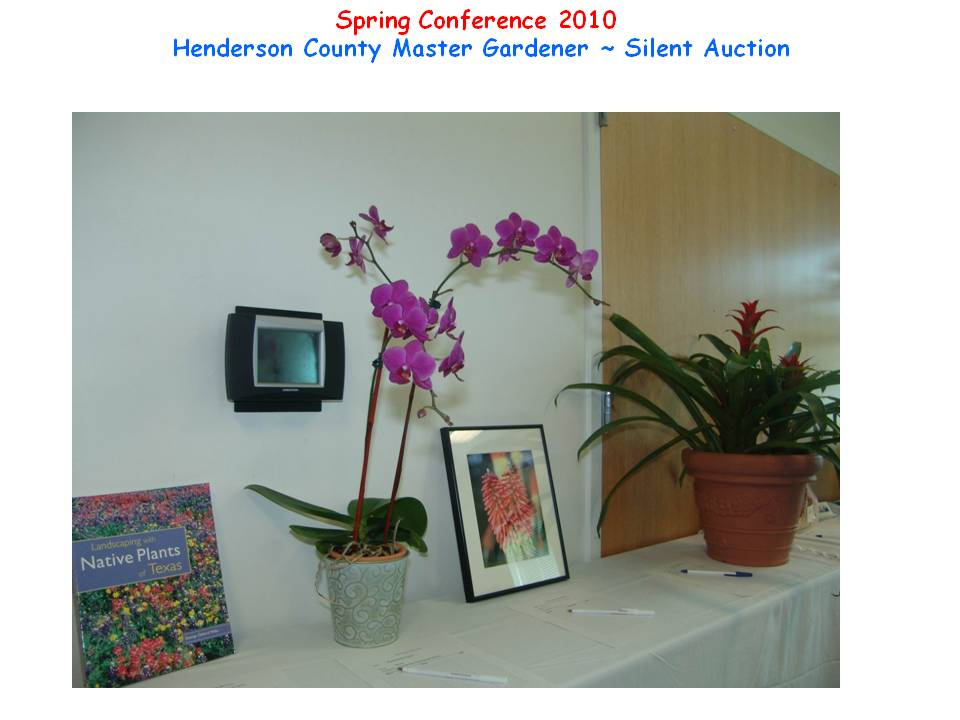 Spring Conference 2010
Henderson County Master Gardener ~ Silent Auction
Landscaping with
Native Plants
of Texas